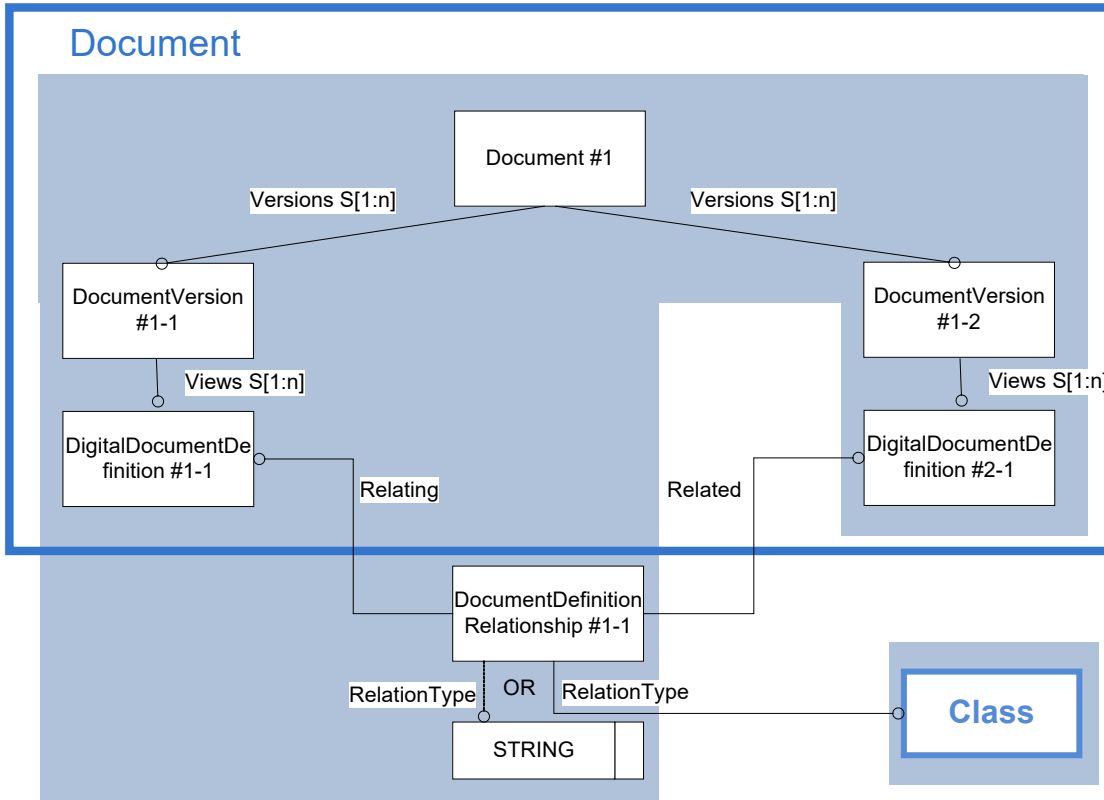 Document
Document #1
Versions S[1:n]
Versions S[1:n]
DocumentVersion
#1-1
DocumentVersion
#1-2
Views S[1:n]
Views S[1:n]
DigitalDocumentDe
finition #1-1
DigitalDocumentDe
finition #2-1
Relating
Related
DocumentDefinition
Relationship #1-1
RelationType
OR
RelationType
STRING
Class